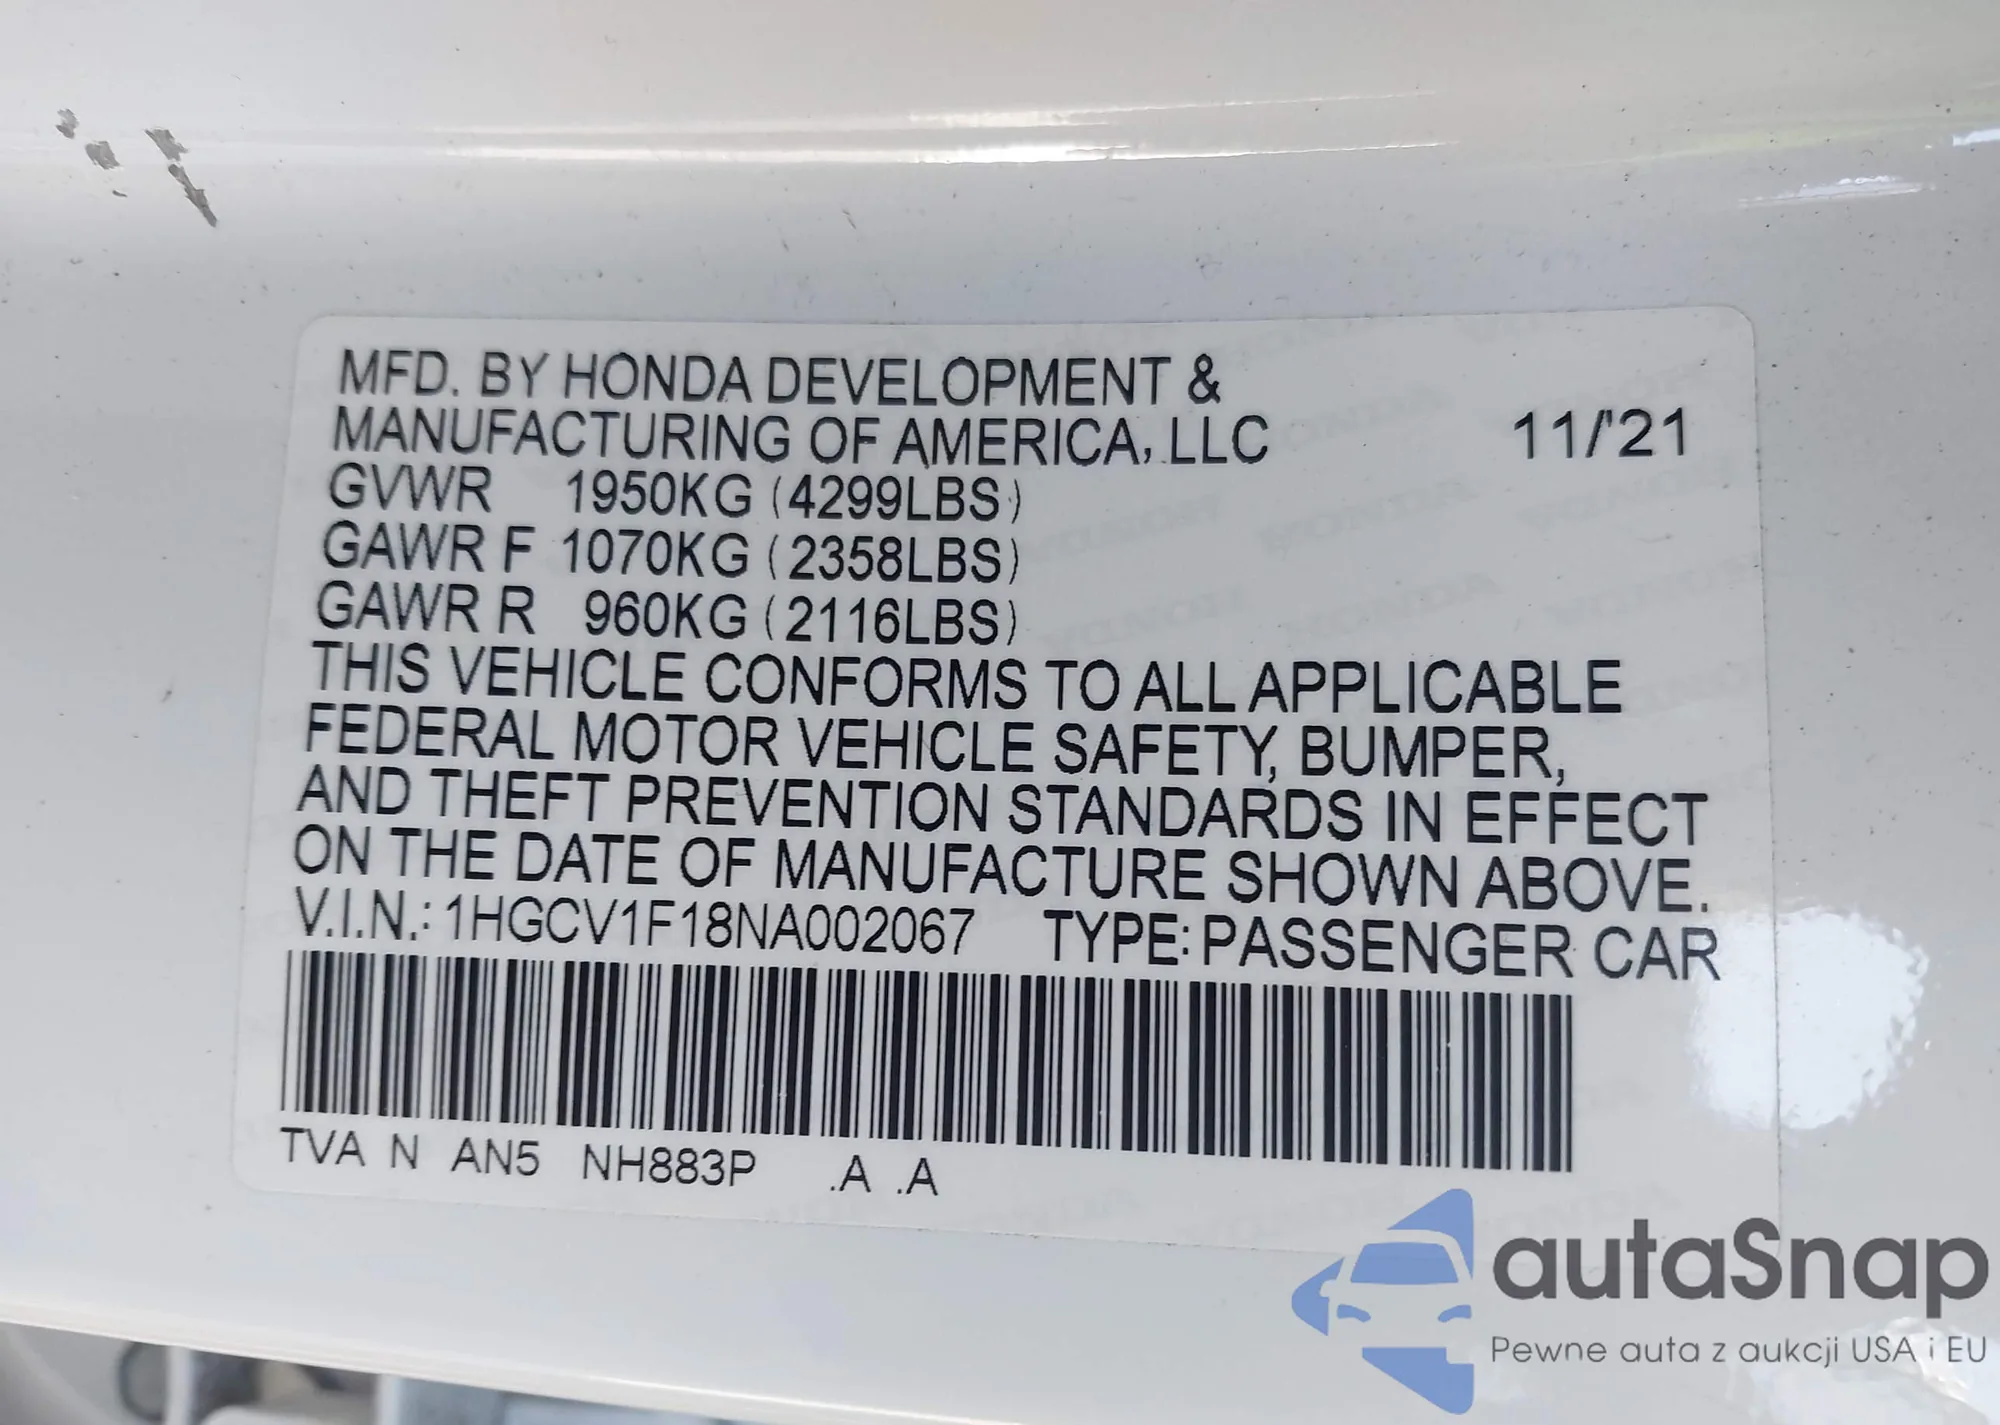 MFD. BY HONDA DEVELOPMENT &
MANUFACTURING OF AMERICA, LLC 11/'21
GVWR 1950KG (4299LBS)
GAWR F 1070KG (2358LBS)
GAWR R 960KG (2116LBS)
THIS VEHICLE CONFORMS TO ALL APPLICABLE
FEDERAL MOTOR VEHICLE SAFETY, BUMPER,
AND THEFT PREVENTION STANDARDS IN EFFECT
ON THE DATE OF MANUFACTURE SHOWN ABOVE.
V.I.N.: 1HGCV1F18NA002067 TYPE: PASSENGER CAR
TVA N AN5 NH883P .A .A
autaSnap
Pewne auta z aukcji USA i EU